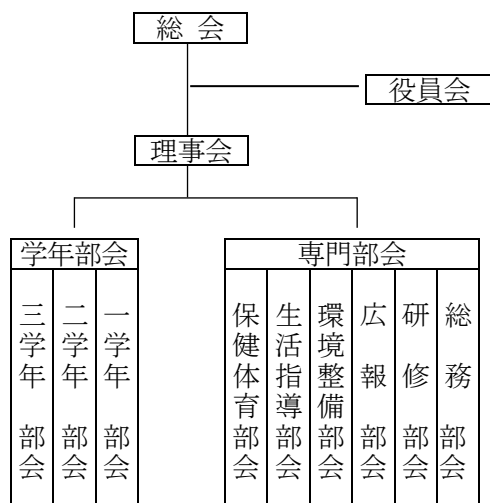 総 会
役員会
理事会
学年部会
専門部会
一学年 部会
二学年 部会
三学年 部会
総 務 部会
研 修 部会
広 報 部会
環境整備部会
生活指導部会
保健体育部会